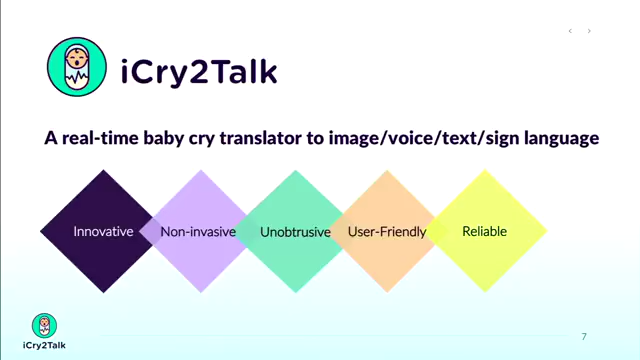 iCry2Talk
A real-time baby cry translator to image/voice/text/sign language
Innovative
Non-invasive
Unobtrusive
User-Friendly
Reliable
iCry2Talk
7